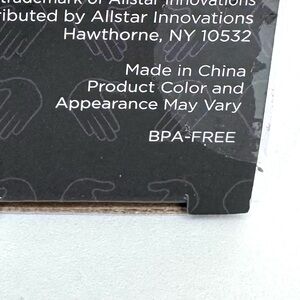 trademark of Allstar Innovations
ributed by Allstar Innovations
Hawthorne, NY 10532
Made in China
Product Color and
Appearance May Vary
BPA-FREE